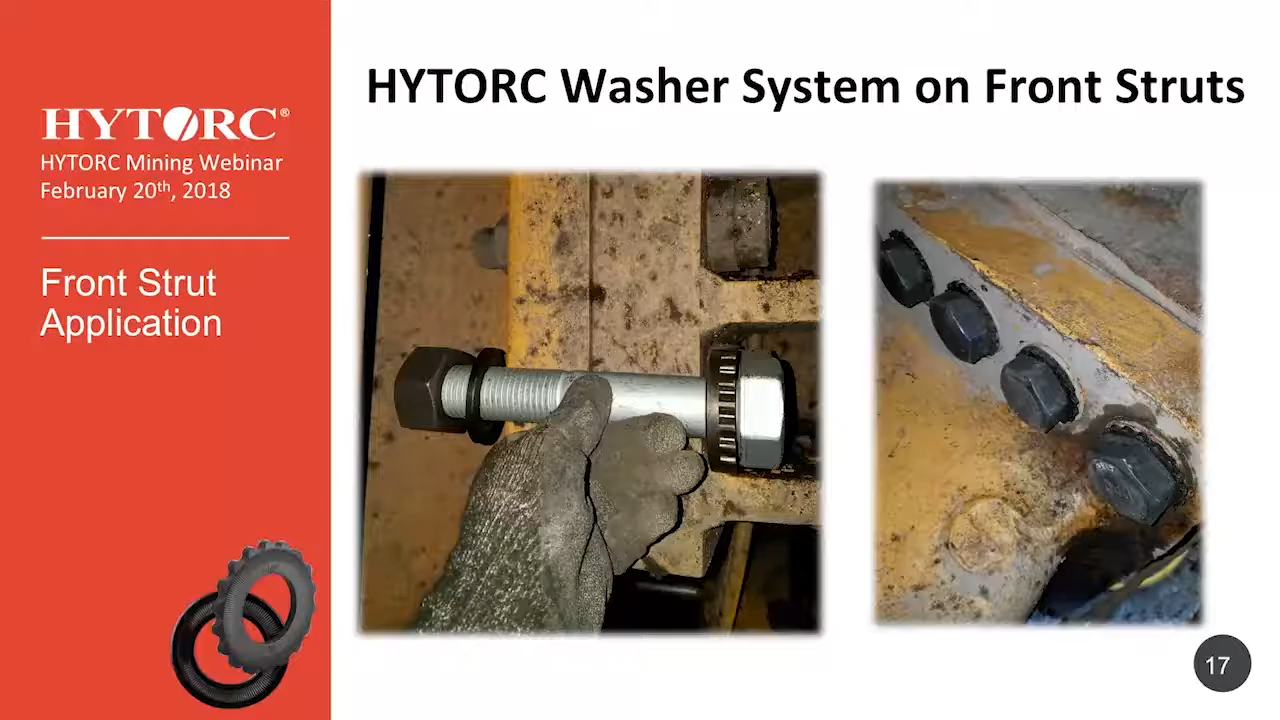 HYTORC®
HYTORC Mining Webinar
February 20th, 2018
Front Strut
Application
HYTORC Washer System on Front Struts
17